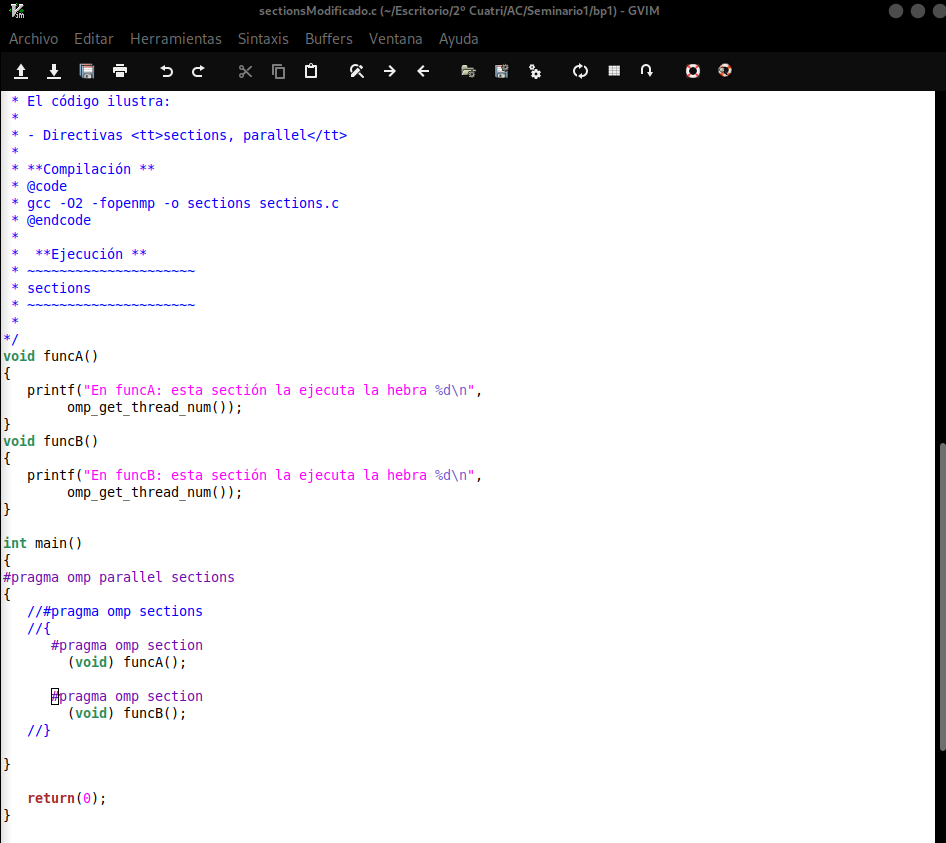 sectionsModificado.c (~/Escritorio/2º Cuatri/AC/Seminario1/bp1) - GVIM
Archivo Editar Herramientas Sintaxis Buffers Ventana Ayuda
* El código ilustra:
*
* - Directivas <tt>sections, parallel</tt>
*
* **Compilación **
* @code
* gcc -O2 -fopenmp -o sections sections.c
* @endcode
*
*  **Ejecución **
* ~~~~~~~~~~~~~~~~~~~~~
* sections
* ~~~~~~~~~~~~~~~~~~~~~
*
*/
void funcA()
{
   printf("En funcA: esta sectión la ejecuta la hebra %d\n",
        omp_get_thread_num());
}
void funcB()
{
   printf("En funcB: esta sectión la ejecuta la hebra %d\n",
        omp_get_thread_num());
}
int main()
{
#pragma omp parallel sections
{
   //#pragma omp sections
   //{
      #pragma omp section
        (void) funcA();
      #pragma omp section
        (void) funcB();
   //}
}
   return(0);
}